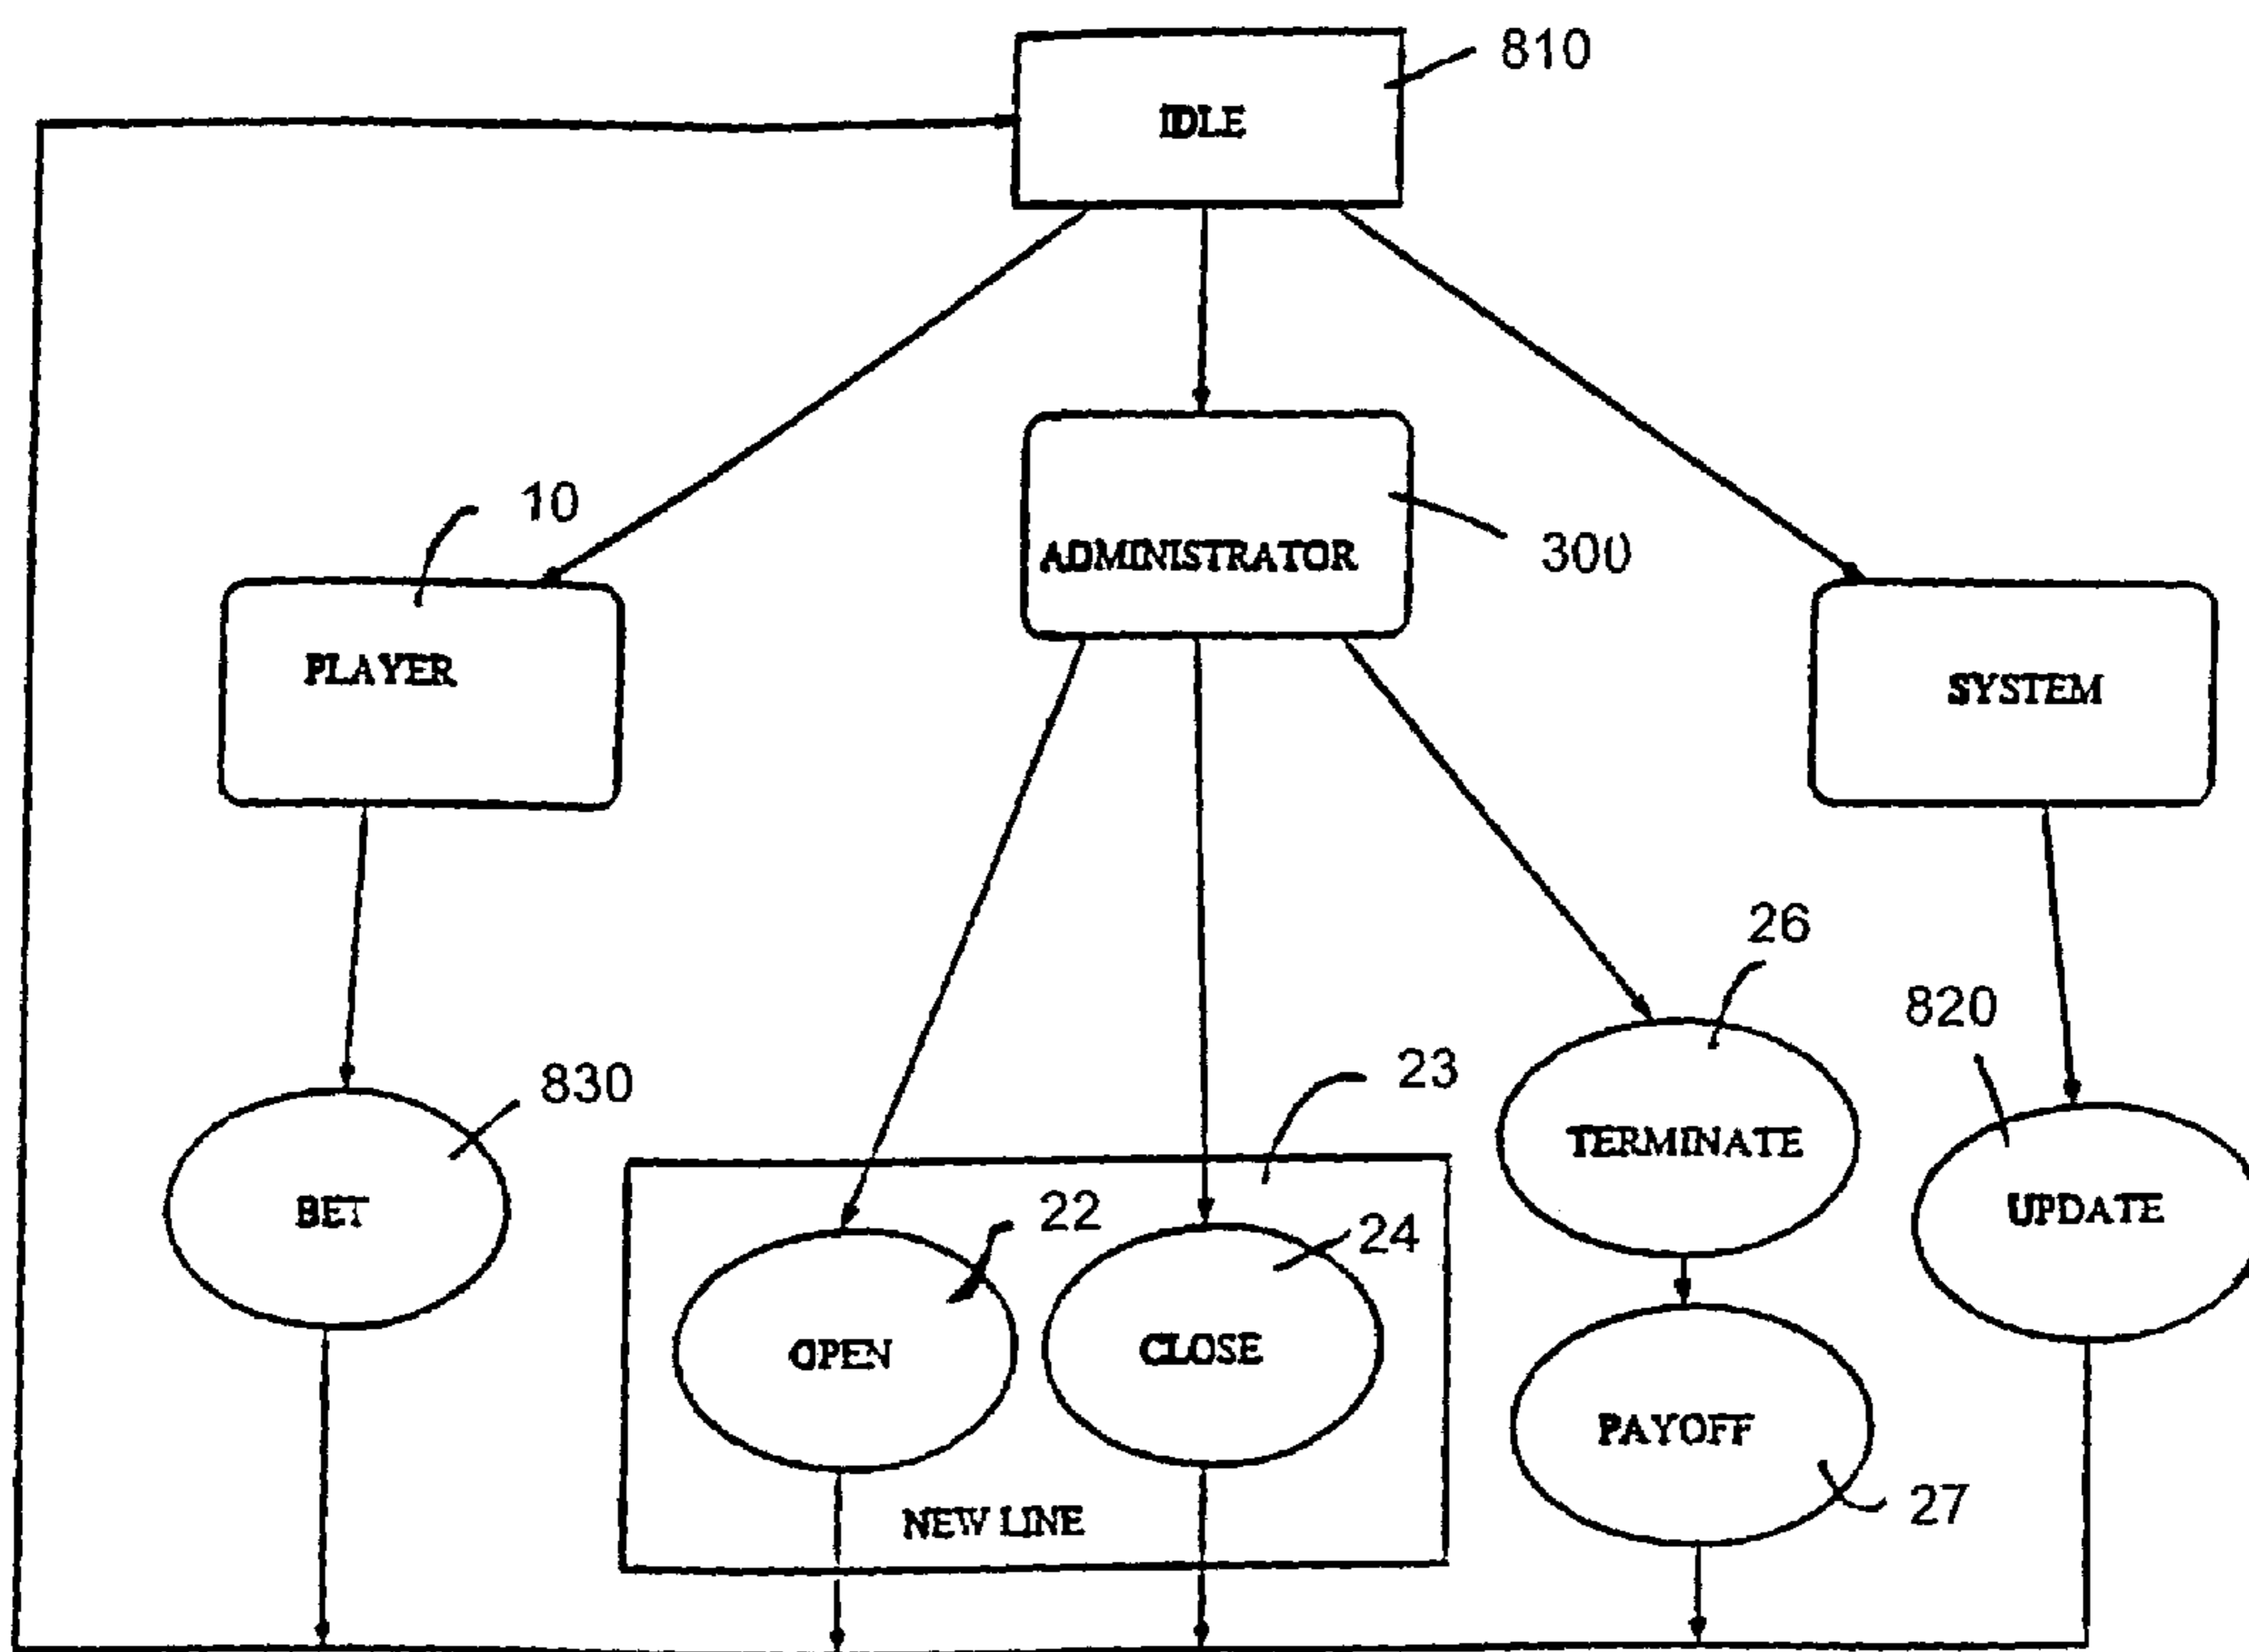 810
IDLE
10
ADMINISTRATOR
300
PLAYER
SYSTEM
26
820
23
830
TERMINATE
BET
22
24
UPDATE
OPEN
CLOSE
PAYOFF
27
NEW LINE